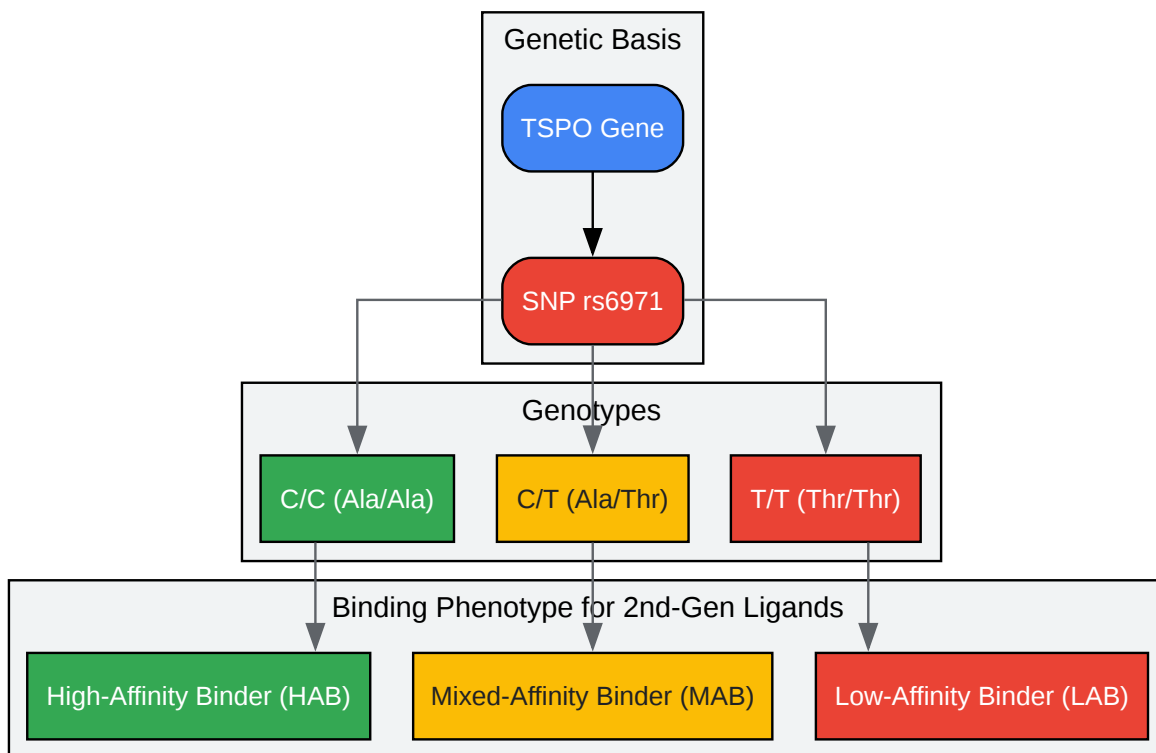 Genetic Basis
TSPO Gene
SNP rs6971
Genotypes
C/C (Ala/Ala)
C/T (Ala/Thr)
T/T (Thr/Thr)
Binding Phenotype for 2nd-Gen Ligands
High-Affinity Binder (HAB)
Mixed-Affinity Binder (MAB)
Low-Affinity Binder (LAB)